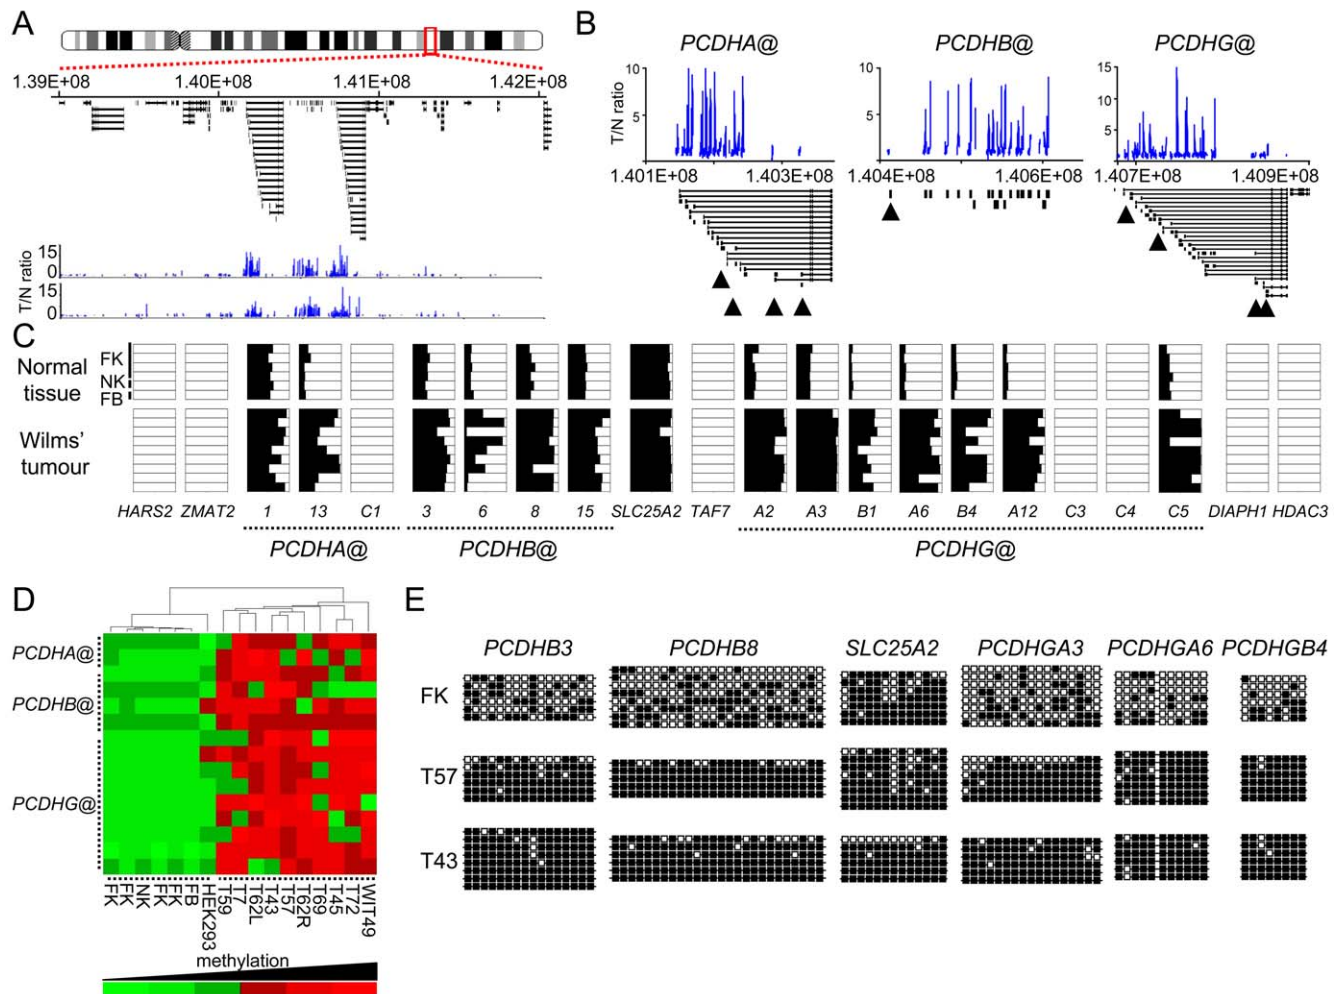 A
1.39E+08 1.40E+08 1.41E+08 1.42E+08
15
0
15
0
T/N ratio
B
PCDHA@ PCDHB@ PCDHG@
10 10 15
T/N ratio
5 5 10
5
1.401E+08 1.403E+08 1.404E+08 1.406E+08 1.407E+08 1.409E+08
C
Normal tissue
FK
NK
FB
Wilms' tumour
HARS2 ZMAT2 1 13 C1 3 6 8 15 SLC25A2 TAF7 A2 A3 B1 A6 B4 A12 C3 C4 C5 DIAPH1 HDAC3
PCDHA@ PCDHB@ PCDHG@
D
PCDHA@
PCDHB@
PCDHG@
FK FK NK FK FK FB HEK293 T59 T7 T62L T43 T57 T62R T69 T45 T72 WIT49
methylation
E
PCDHB3 PCDHB8 SLC25A2 PCDHGA3 PCDHGA6 PCDHGB4
FK
T57
T43